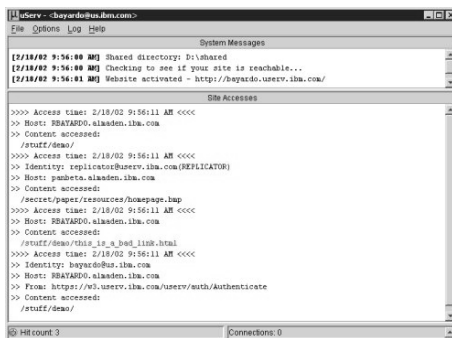 uServ - <bayardo@us.ibm.com>
File Options Log Help
System Messages
[2/18/02 9:56:00 AM] Shared directory: D:\shared
[2/18/02 9:56:00 AM] Checking to see if your site is reachable...
[2/18/02 9:56:01 AM] Website activated - http://bayardo.userv.ibm.com/
Site Accesses
>>>> Access time: 2/18/02 9:56:11 AM <<<<
>> Host: RBAYARDO.almaden.ibm.com
>> Content accessed:
/stuff/demo/
>>>> Access time: 2/18/02 9:56:11 AM <<<<
>> Identity: replicator@userv.ibm.com(REPLICATOR)
>> Host: panbeta.almaden.ibm.com
>> Content accessed:
/secret/paper/resources/homepage.bmp
>>>> Access time: 2/18/02 9:56:11 AM <<<<
>> Host: RBAYARDO.almaden.ibm.com
>> Content accessed:
/stuff/demo/this_is_a_bad_link.html
>>>> Access time: 2/18/02 9:56:11 AM <<<<
>> Identity: bayardo@us.ibm.com
>> Host: RBAYARDO.almaden.ibm.com
>> From: https://w3.userv.ibm.com/userv/auth/Authenticate
>> Content accessed:
/stuff/demo/
Hit count: 3 Connections: 0